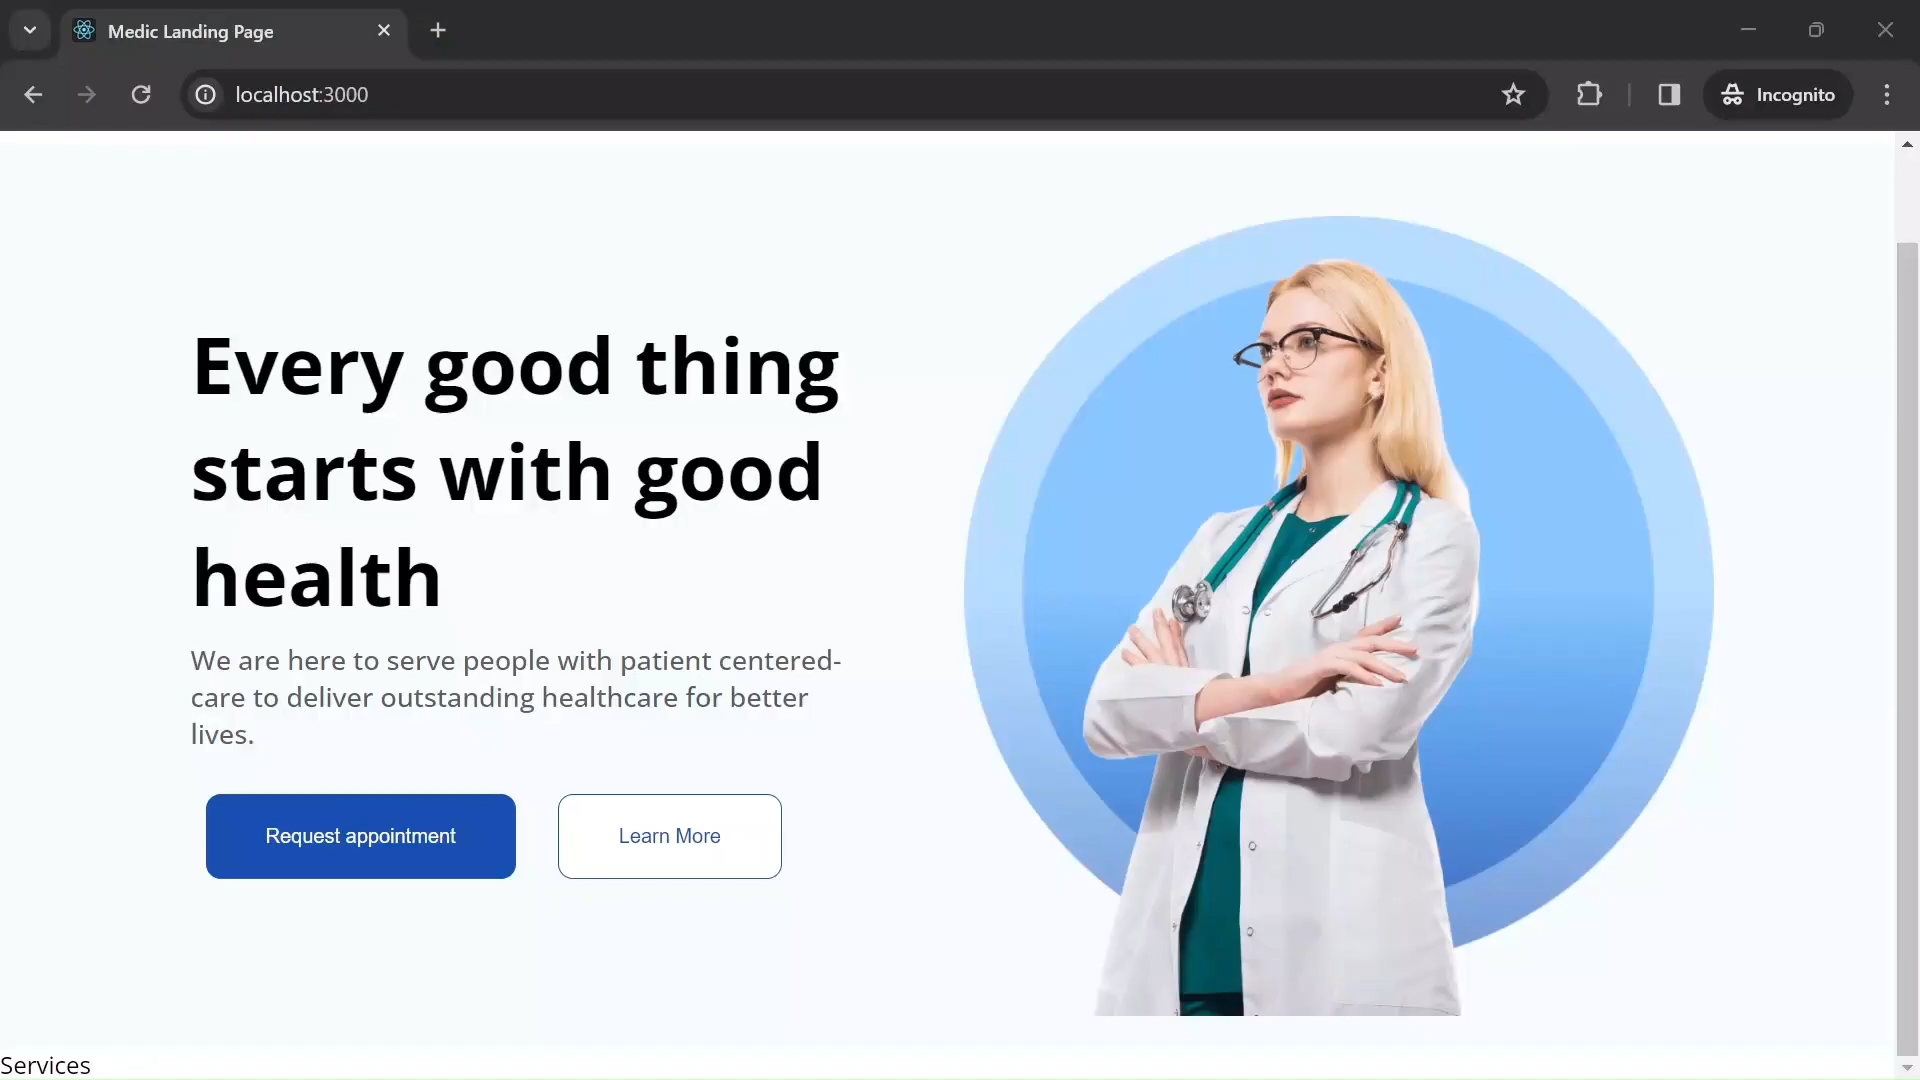 Medic Landing Page
localhost:3000
Incognito
Every good thing
starts with good
health
We are here to serve people with patient centered-
care to deliver outstanding healthcare for better
lives.
Request appointment
Learn More
Services